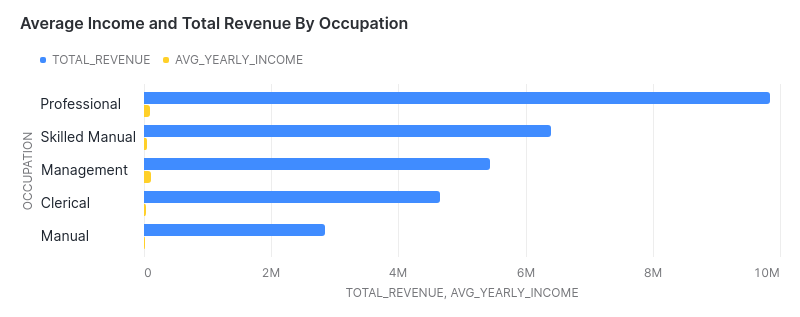 Average Income and Total Revenue By Occupation
TOTAL_REVENUE AVG_YEARLY_INCOME
OCCUPATION
Professional
Skilled Manual
Management
Clerical
Manual
0 2M 4M 6M 8M 10M
TOTAL_REVENUE, AVG_YEARLY_INCOME